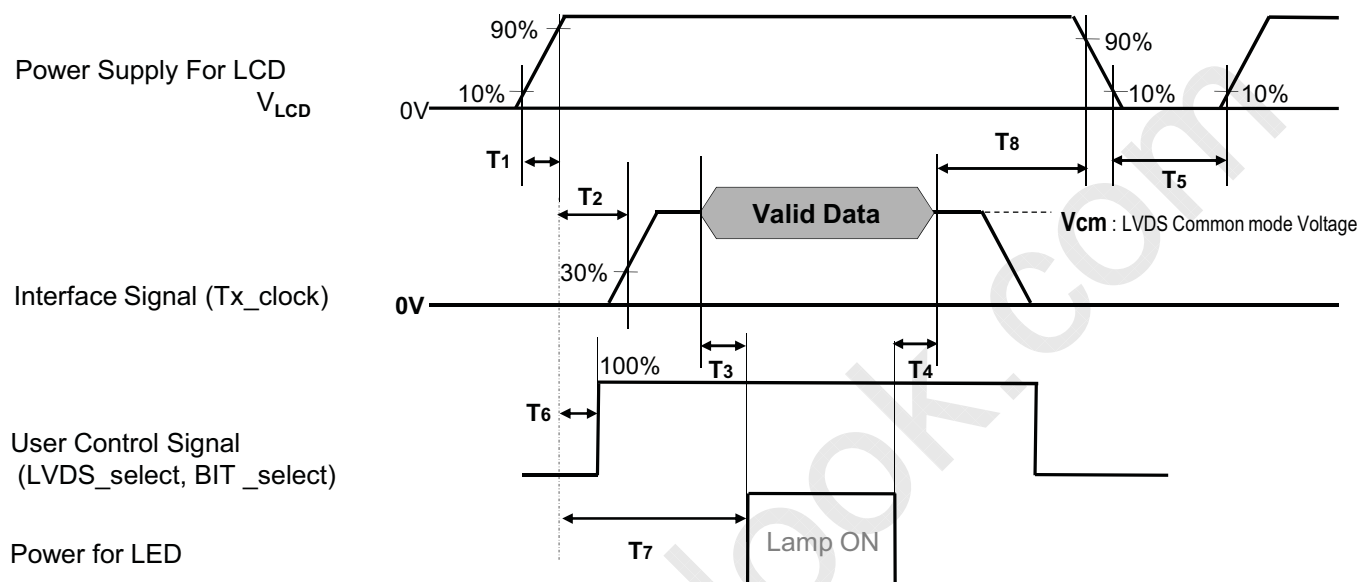 90%
90%
Power Supply For LCD
VLCD
10%
10%
10%
0V
T1
T8
T5
T2
Valid Data
Vcm : LVDS Common mode Voltage
30%
Interface Signal (Tx_clock)
0V
100%
T3
T4
T6
User Control Signal
(LVDS_select, BIT _select)
T7
Lamp ON
Power for LED
look.com